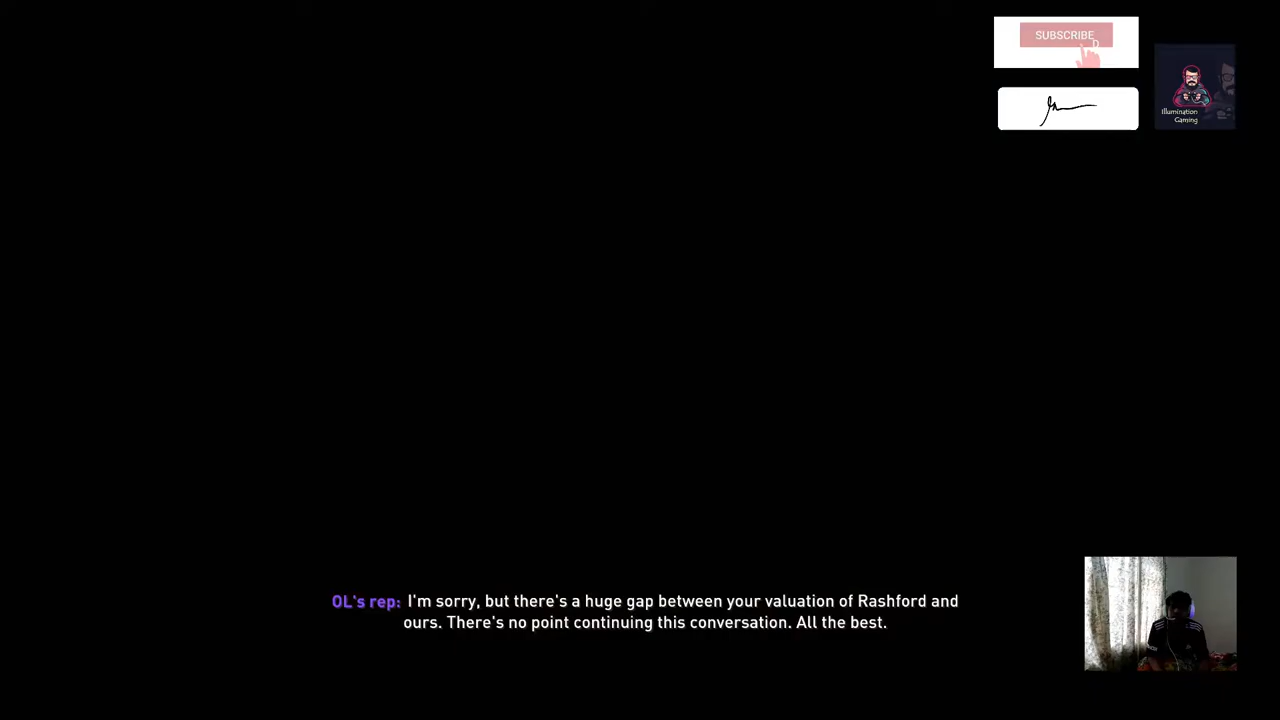 SUBSCRIBE
D
Illumination
Gaming
OL's rep: I'm sorry, but there's a huge gap between your valuation of Rashford and
ours. There's no point continuing this conversation. All the best.